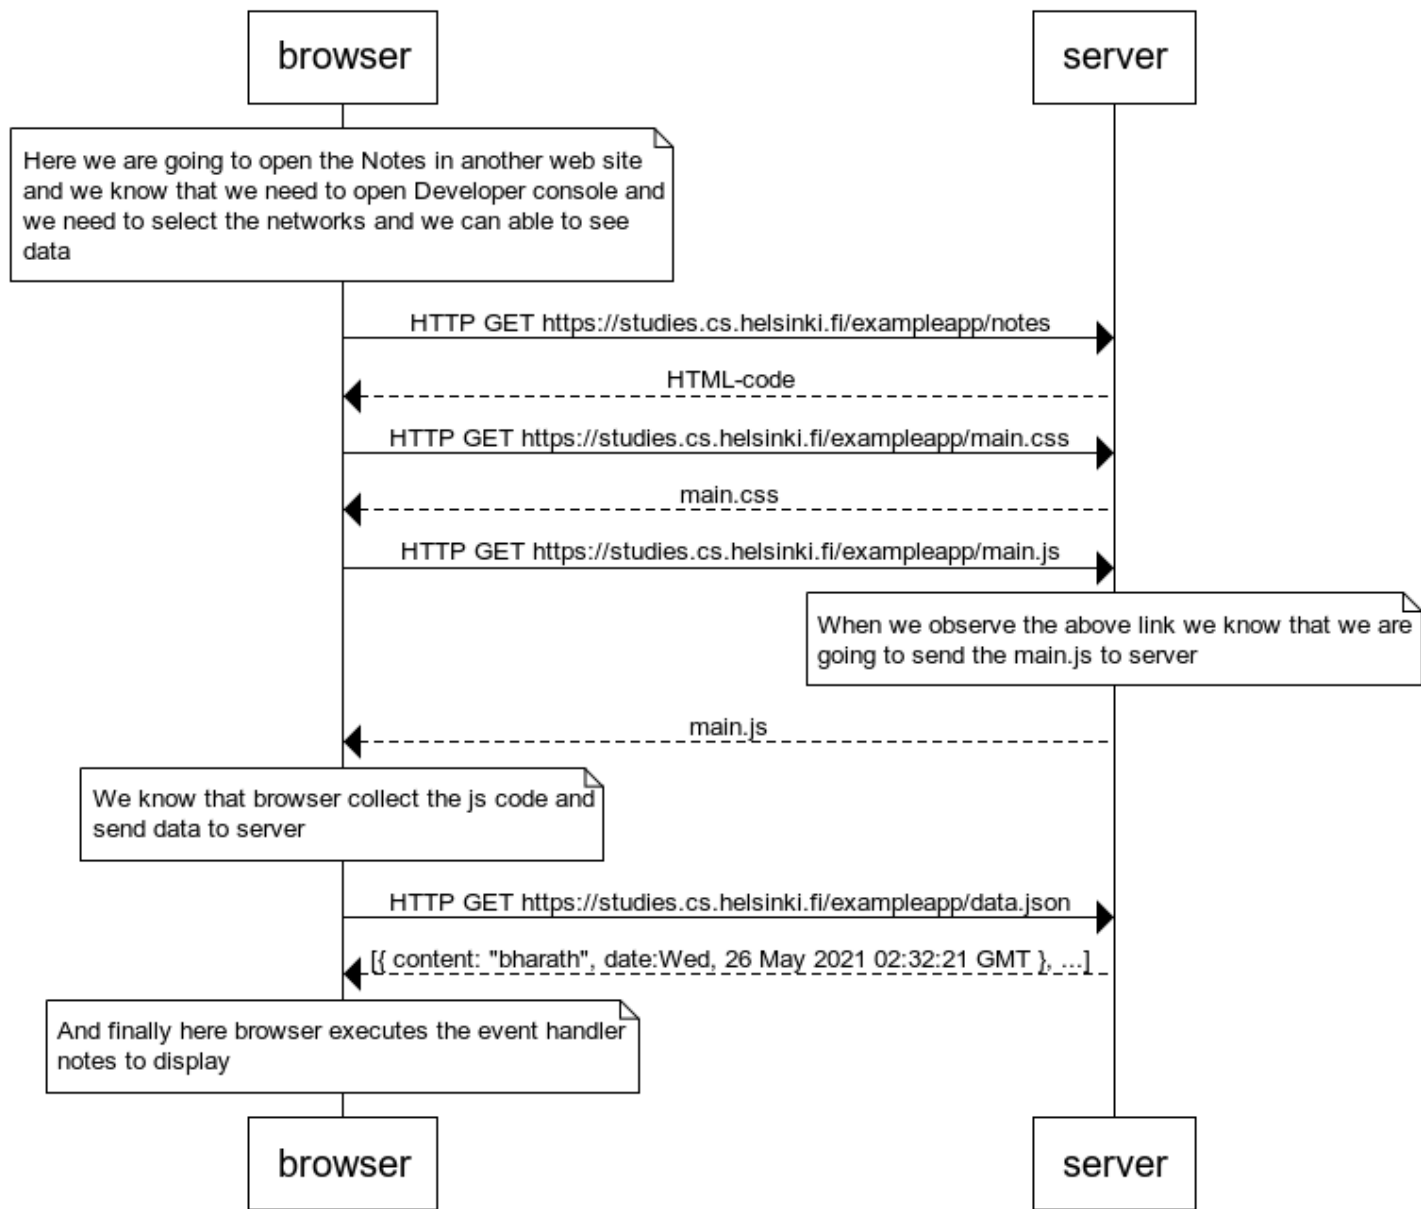 browser
server
Here we are going to open the Notes in another web site
and we know that we need to open Developer console and
we need to select the networks and we can able to see
data
HTTP GET https://studies.cs.helsinki.fi/exampleapp/notes
HTML-code
HTTP GET https://studies.cs.helsinki.fi/exampleapp/main.css
main.css
HTTP GET https://studies.cs.helsinki.fi/exampleapp/main.js
When we observe the above link we know that we are
going to send the main.js to server
main.js
We know that browser collect the js code and
send data to server
HTTP GET https://studies.cs.helsinki.fi/exampleapp/data.json
[{ content: "bharath", date:Wed, 26 May 2021 02:32:21 GMT }, ...]
And finally here browser executes the event handler
notes to display
browser
server